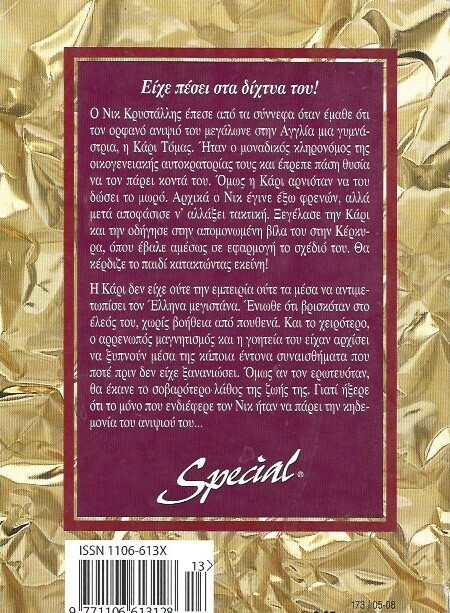 Είχε πέσει στα δίχτυα του!
Ο Νικ Κρυστάλλης έπεσε από τα σύννεφα όταν έμαθε ότι
τον ορφανό ανιψιό του μεγάλωνε στην Αγγλία μια γυμνά-
στρια, η Κάρι Τόμας. Ήταν ο μοναδικός κληρονόμος της
οικογενειακής αυτοκρατορίας τους και έπρεπε πάση θυσία
να τον πάρει κοντά του. Όμως η Κάρι αρνιόταν να του
δώσει το μωρό. Αρχικά ο Νικ έγινε έξω φρενών, αλλά
μετά αποφάσισε ν' αλλάξει τακτική. Ξεγέλασε την Κάρι
και την οδήγησε στην απομονωμένη βίλα του στην Κέρκυ-
ρα, όπου έβαλε αμέσως σε εφαρμογή το σχέδιό του. Θα
κέρδιζε το παιδί κατακτώντας εκείνη!
Η Κάρι δεν είχε ούτε την εμπειρία ούτε τα μέσα να αντιμε-
τωπίσει τον Έλληνα μεγιστάνα. Ένιωθε ότι βρισκόταν στο
έλεός του, χωρίς βοήθεια από πουθενά. Και το χειρότερο,
ο αρρενωπός μαγνητισμός και η γοητεία του είχαν αρχίσει
να ξυπνούν μέσα της κάποια έντονα συναισθήματα που
ποτέ πριν δεν είχε ξανανιώσει. Όμως αν τον ερωτευόταν,
θα έκανε το σοβαρότερο λάθος της ζωής της. Γιατί ήξερε
ότι το μόνο που ενδιέφερε τον Νικ ήταν να πάρει την κηδε-
μονία του ανιψιού του...
Special®
ISSN 1106-613X
13
9 771106 613128
173 / 05-08